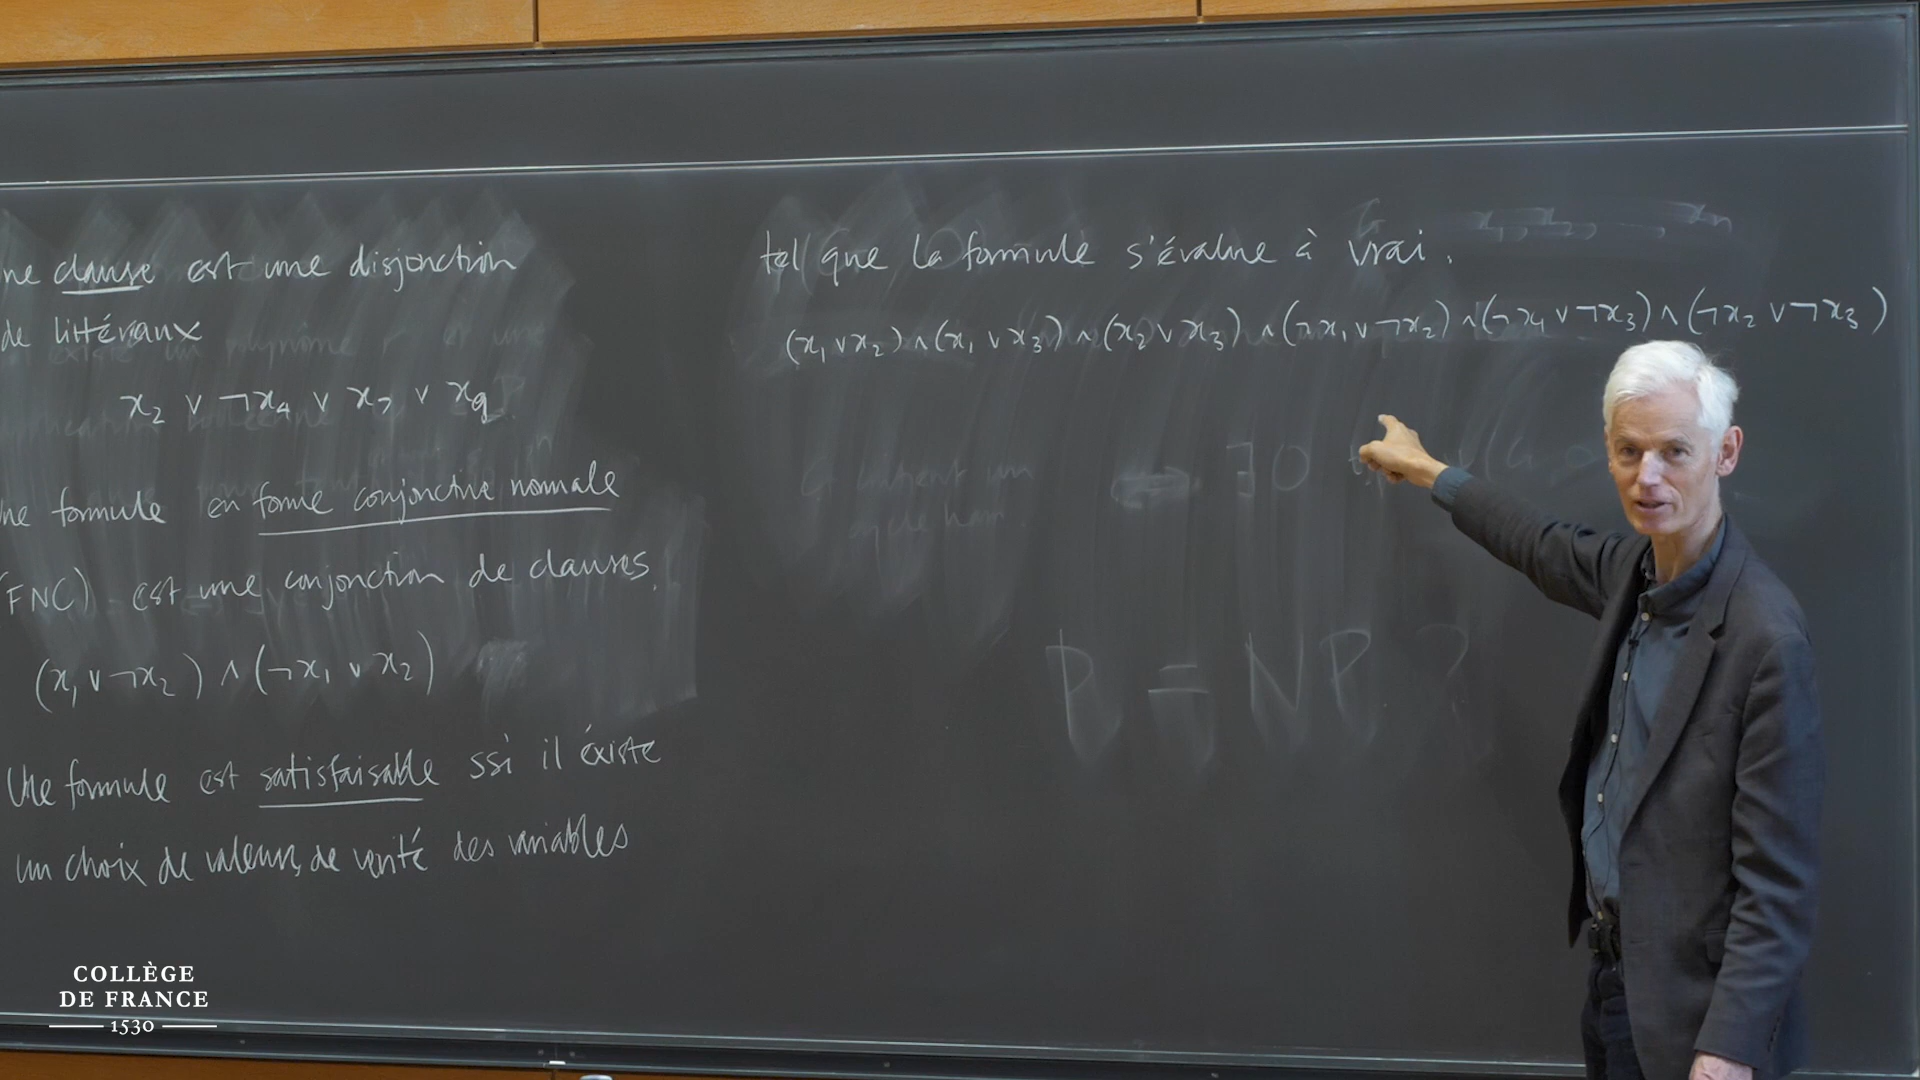 ne clause est une disjonction
de littéraux
x₂ ∨ ¬x₄ ∨ x₇ ∨ x₉
ne formule en forme conjonctive normale
(FNC) est une conjonction de clauses.
(x₁ ∨ ¬x₂) ∧ (¬x₁ ∨ x₂)
Une formule est satisfaisable ssi il éxiste
un choix de valeurs de verité des variables
tel que la formule s'évalue à vrai.
(x₁ ∨ x₂) ∧ (x₁ ∨ x₃) ∧ (x₂ ∨ x₃) ∧ (¬x₁ ∨ ¬x₂) ∧ (¬x₁ ∨ ¬x₃) ∧ (¬x₂ ∨ ¬x₃)
P = NP ?
COLLÈGE
DE FRANCE
1530